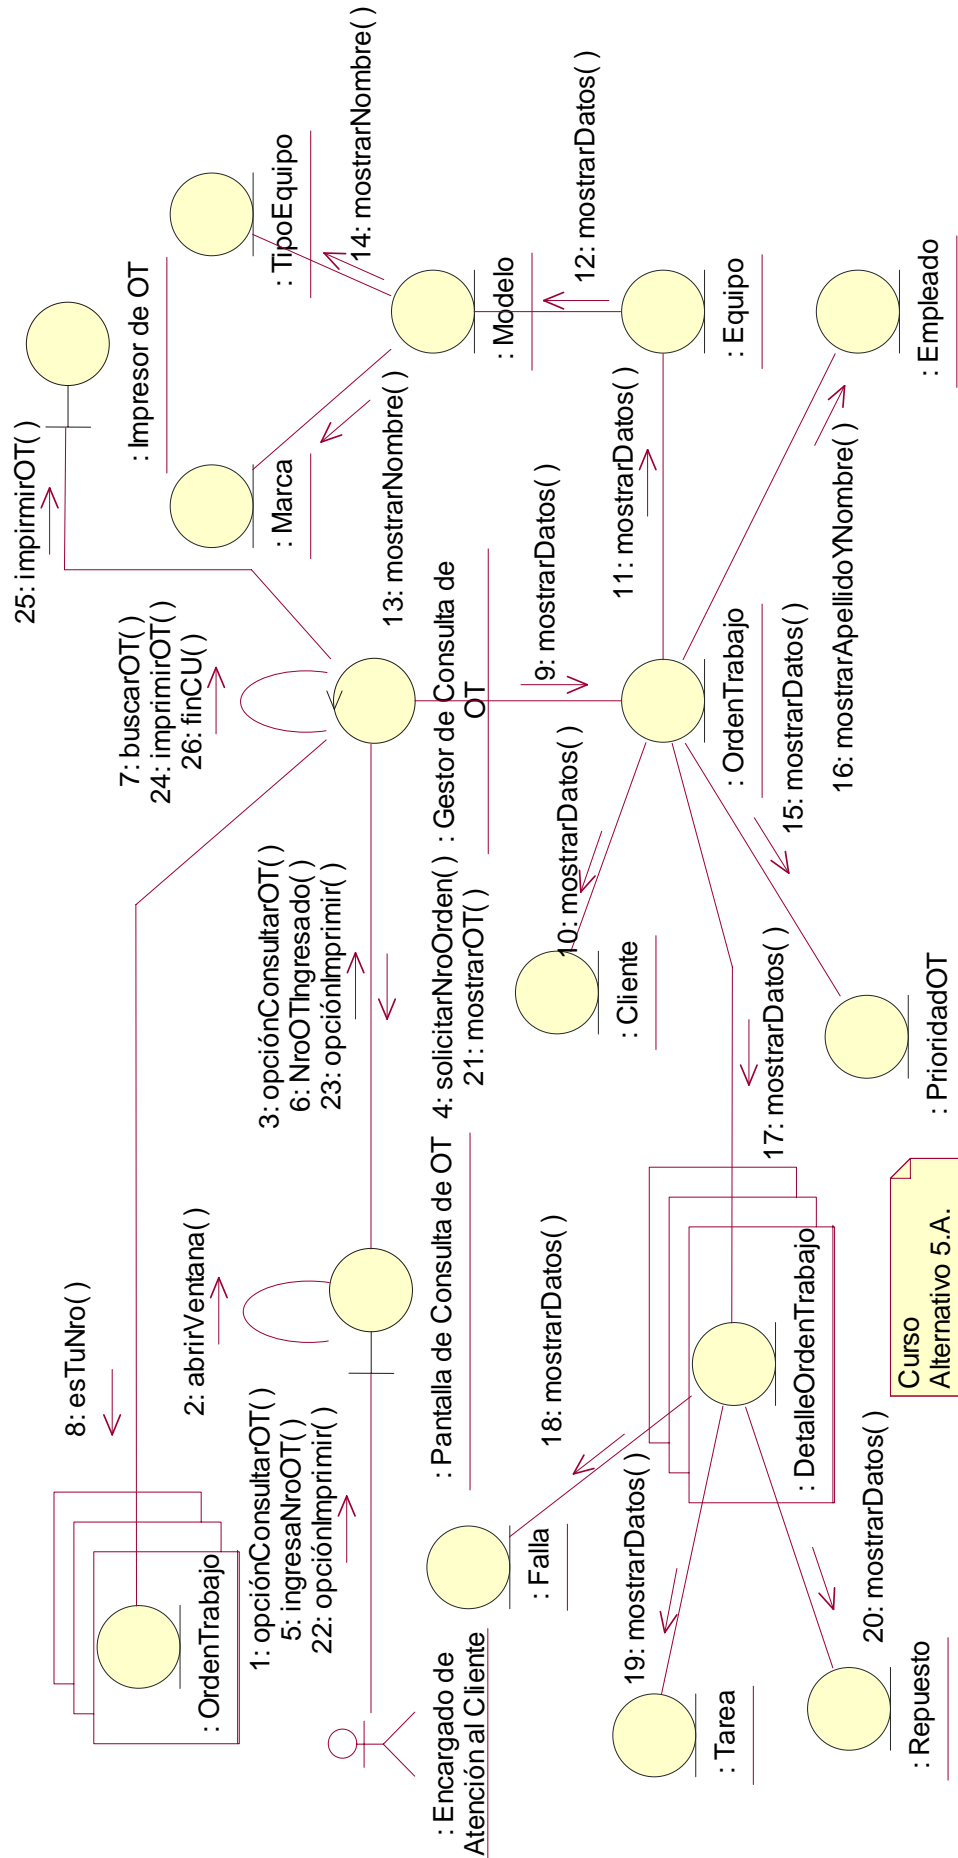 8: esTuNro( )
: OrdenTrabajo
7: buscarOT( )
24: imprimirOT( )
26: finCU( )
25: impirmirOT( )
: Impresor de OT
: TipoEquipo
14: mostrarNombre( )
: Marca
13: mostrarNombre( )
: Modelo
12: mostrarDatos( )
2: abrirVentana( )
1: opciónConsultarOT( )
5: ingresaNroOT( )
22: opciónImprimir( )
3: opciónConsultarOT( )
6: NroOTIngresado( )
23: opciónImprimir( )
: Encargado de
Atención al Cliente
: Pantalla de Consulta de OT
4: solicitarNroOrden( )
21: mostrarOT( )
: Gestor de Consulta de
OT
9: mostrarDatos( )
10: mostrarDatos( )
: Cliente
11: mostrarDatos( )
: Equipo
: OrdenTrabajo
15: mostrarDatos( )
16: mostrarApellidoYNombre( )
: Empleado
17: mostrarDatos( )
: PrioridadOT
18: mostrarDatos( )
: Falla
19: mostrarDatos( )
: Tarea
: DetalleOrdenTrabajo
20: mostrarDatos( )
: Repuesto
Curso
Alternativo 5.A.